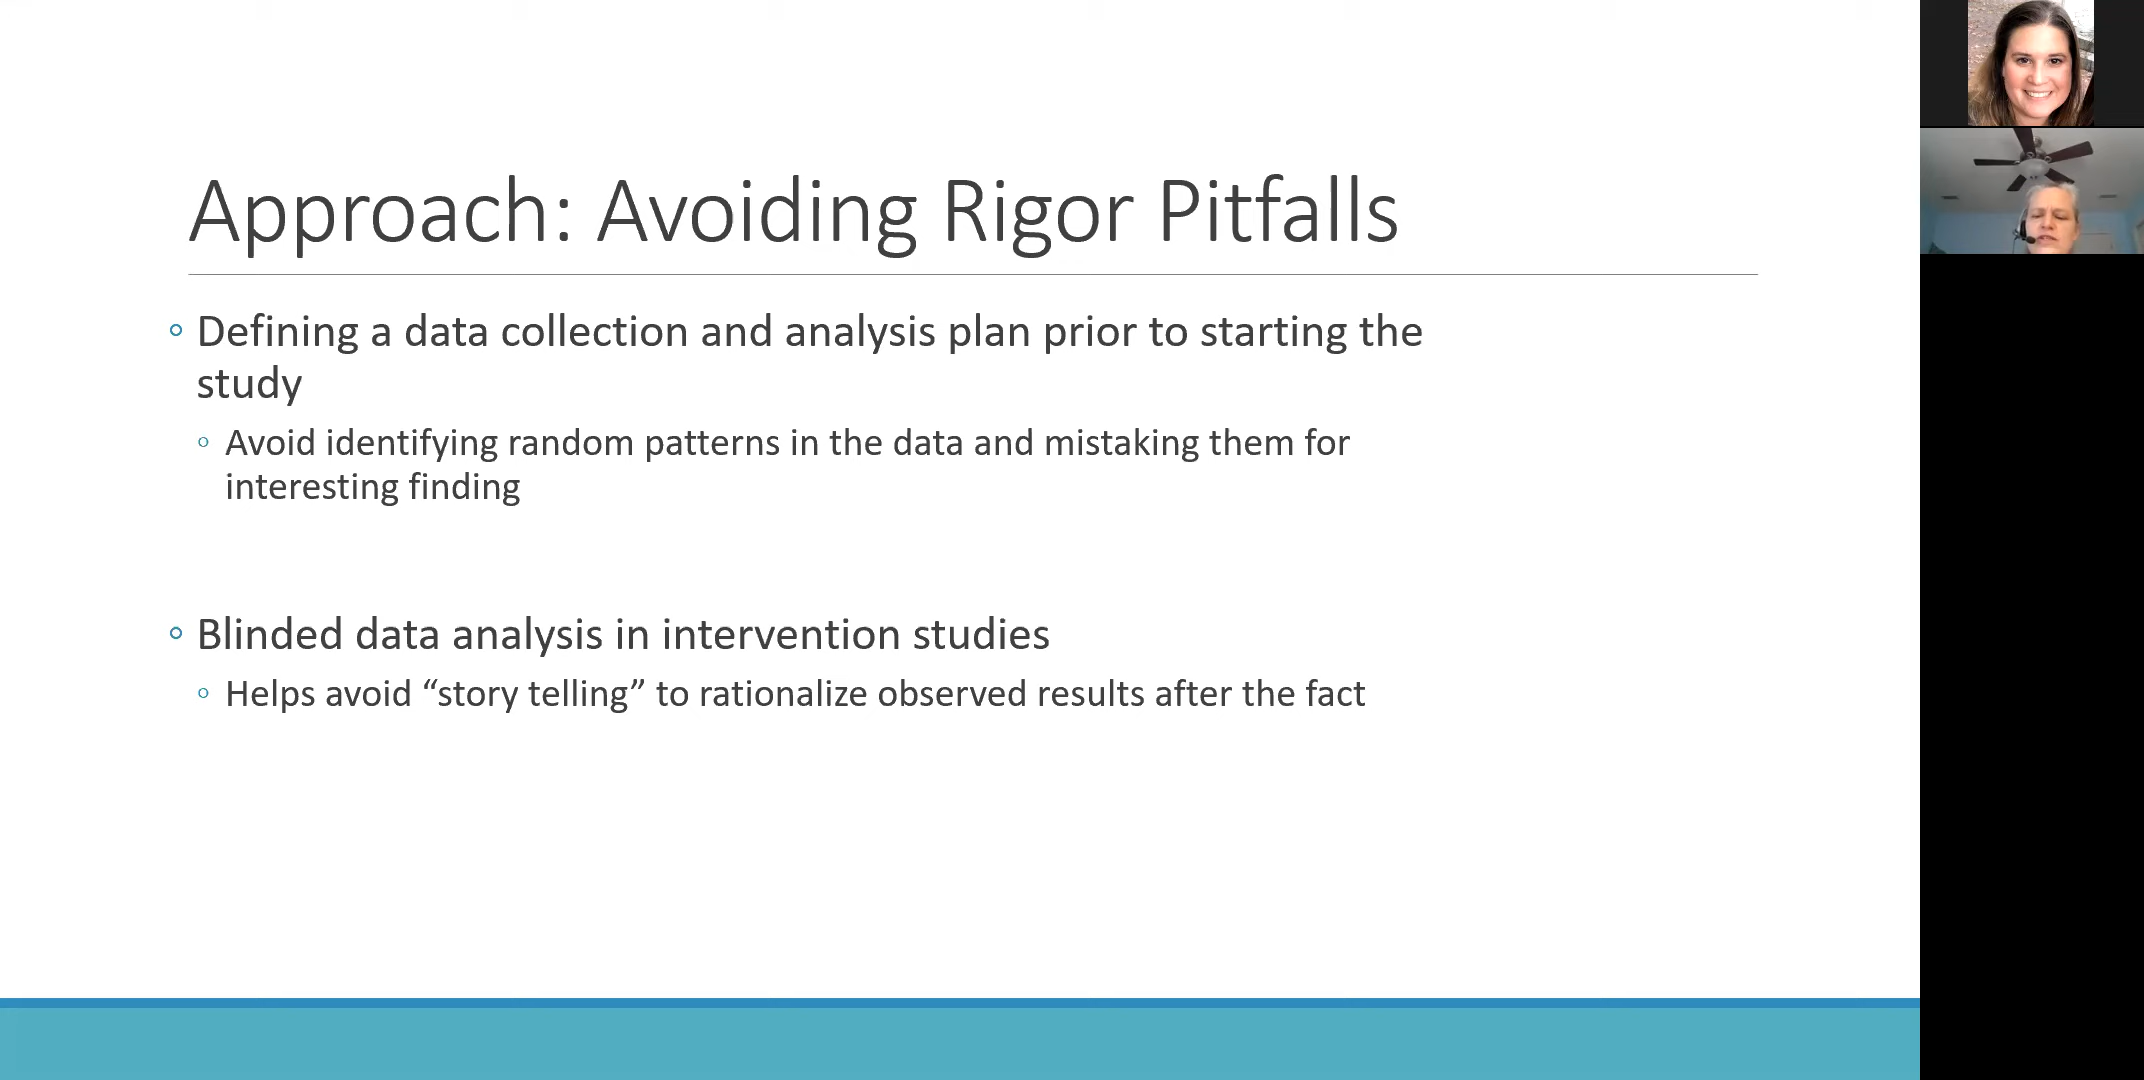 Approach: Avoiding Rigor Pitfalls
◦ Defining a data collection and analysis plan prior to starting the
study
◦ Avoid identifying random patterns in the data and mistaking them for
interesting finding
◦ Blinded data analysis in intervention studies
◦ Helps avoid “story telling” to rationalize observed results after the fact